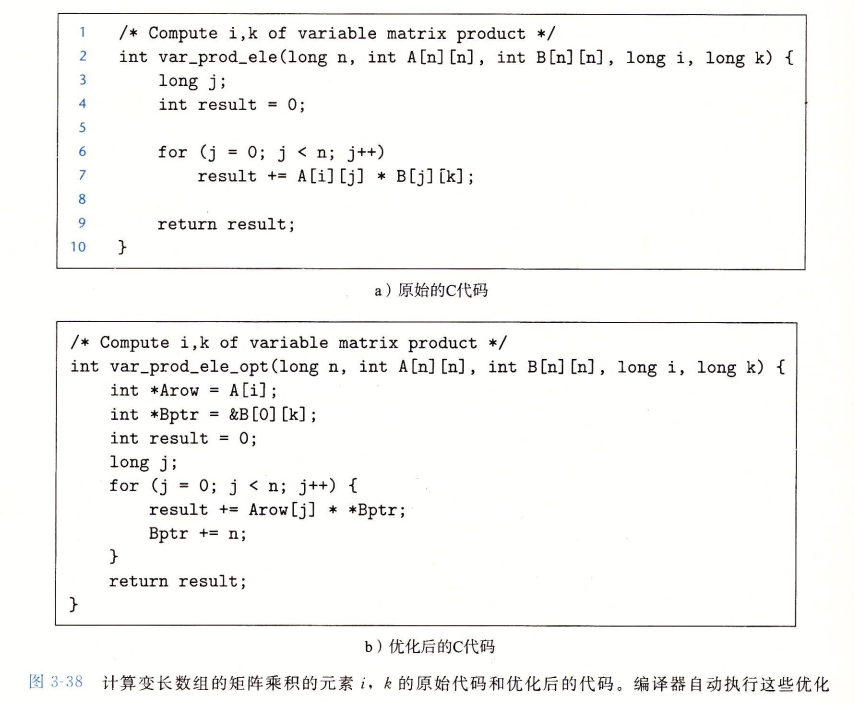 1 /* Compute i,k of variable matrix product */
2 int var_prod_ele(long n, int A[n][n], int B[n][n], long i, long k) {
3 long j;
4 int result = 0;
5
6 for (j = 0; j < n; j++)
7 result += A[i][j] * B[j][k];
8
9 return result;
10 }
a）原始的C代码
/* Compute i,k of variable matrix product */
int var_prod_ele_opt(long n, int A[n][n], int B[n][n], long i, long k) {
int *Arow = A[i];
int *Bptr = &B[0][k];
int result = 0;
long j;
for (j = 0; j < n; j++) {
result += Arow[j] * *Bptr;
Bptr += n;
}
return result;
}
b）优化后的C代码
图 3-38 计算变长数组的矩阵乘积的元素 i，k 的原始代码和优化后的代码。编译器自动执行这些优化